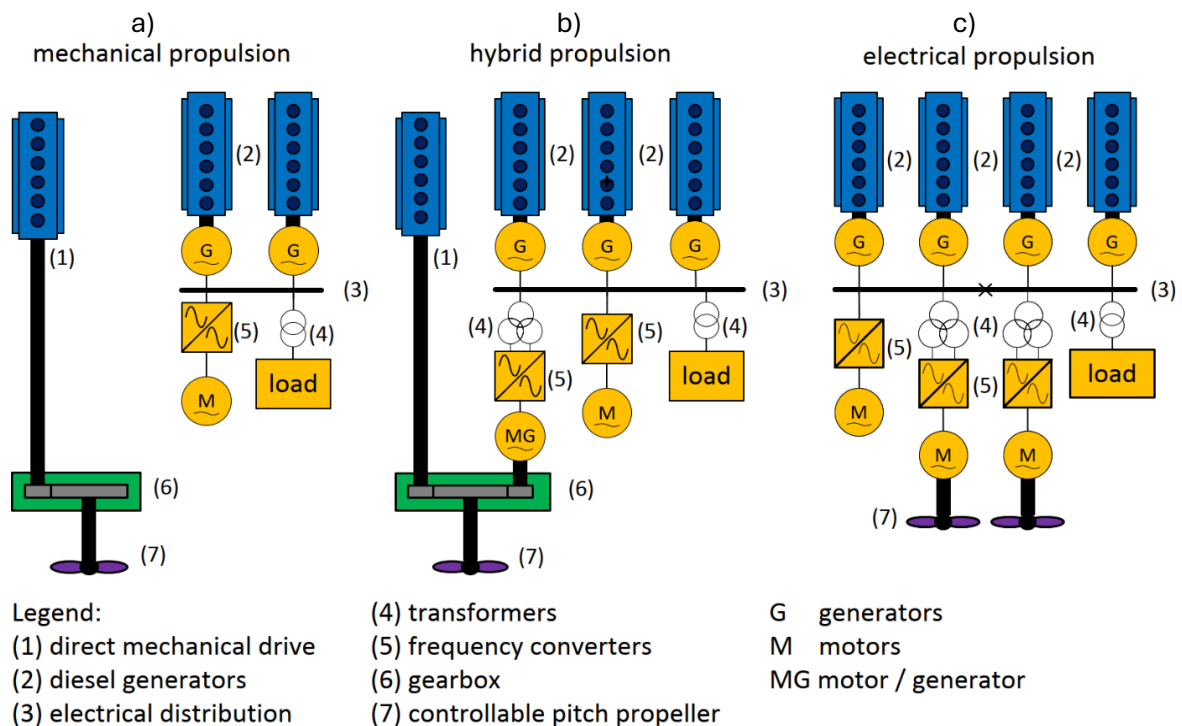 a)
mechanical propulsion
b)
hybrid propulsion
c)
electrical propulsion
(2)
(2)
(2)
(2)
(2)
(2)
(1)
G
G
(1)
G
G
G
G
G
G
G
(3)
(3)
(3)
(5)
(4)
(4)
(5)
(4)
(5)
(4)
(4)
M
load
(5)
M
load
(5)
load
MG
M
M
M
(6)
(6)
(7)
(7)
(7)
Legend:
(1) direct mechanical drive
(2) diesel generators
(3) electrical distribution
(4) transformers
(5) frequency converters
(6) gearbox
(7) controllable pitch propeller
G generators
M motors
MG motor / generator